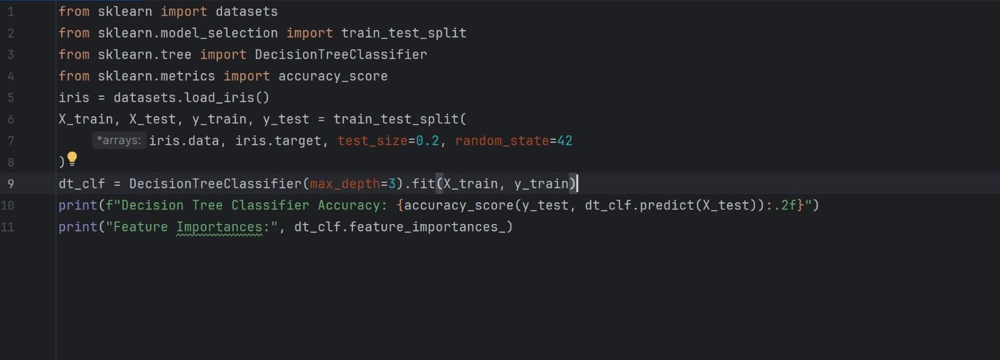 1 from sklearn import datasets
2 from sklearn.model_selection import train_test_split
3 from sklearn.tree import DecisionTreeClassifier
4 from sklearn.metrics import accuracy_score
5 iris = datasets.load_iris()
6 X_train, X_test, y_train, y_test = train_test_split(
7 *arrays: iris.data, iris.target, test_size=0.2, random_state=42
8 )
9 dt_clf = DecisionTreeClassifier(max_depth=3).fit(X_train, y_train)
10 print(f"Decision Tree Classifier Accuracy: {accuracy_score(y_test, dt_clf.predict(X_test)):.2f}")
11 print("Feature Importances:", dt_clf.feature_importances_)